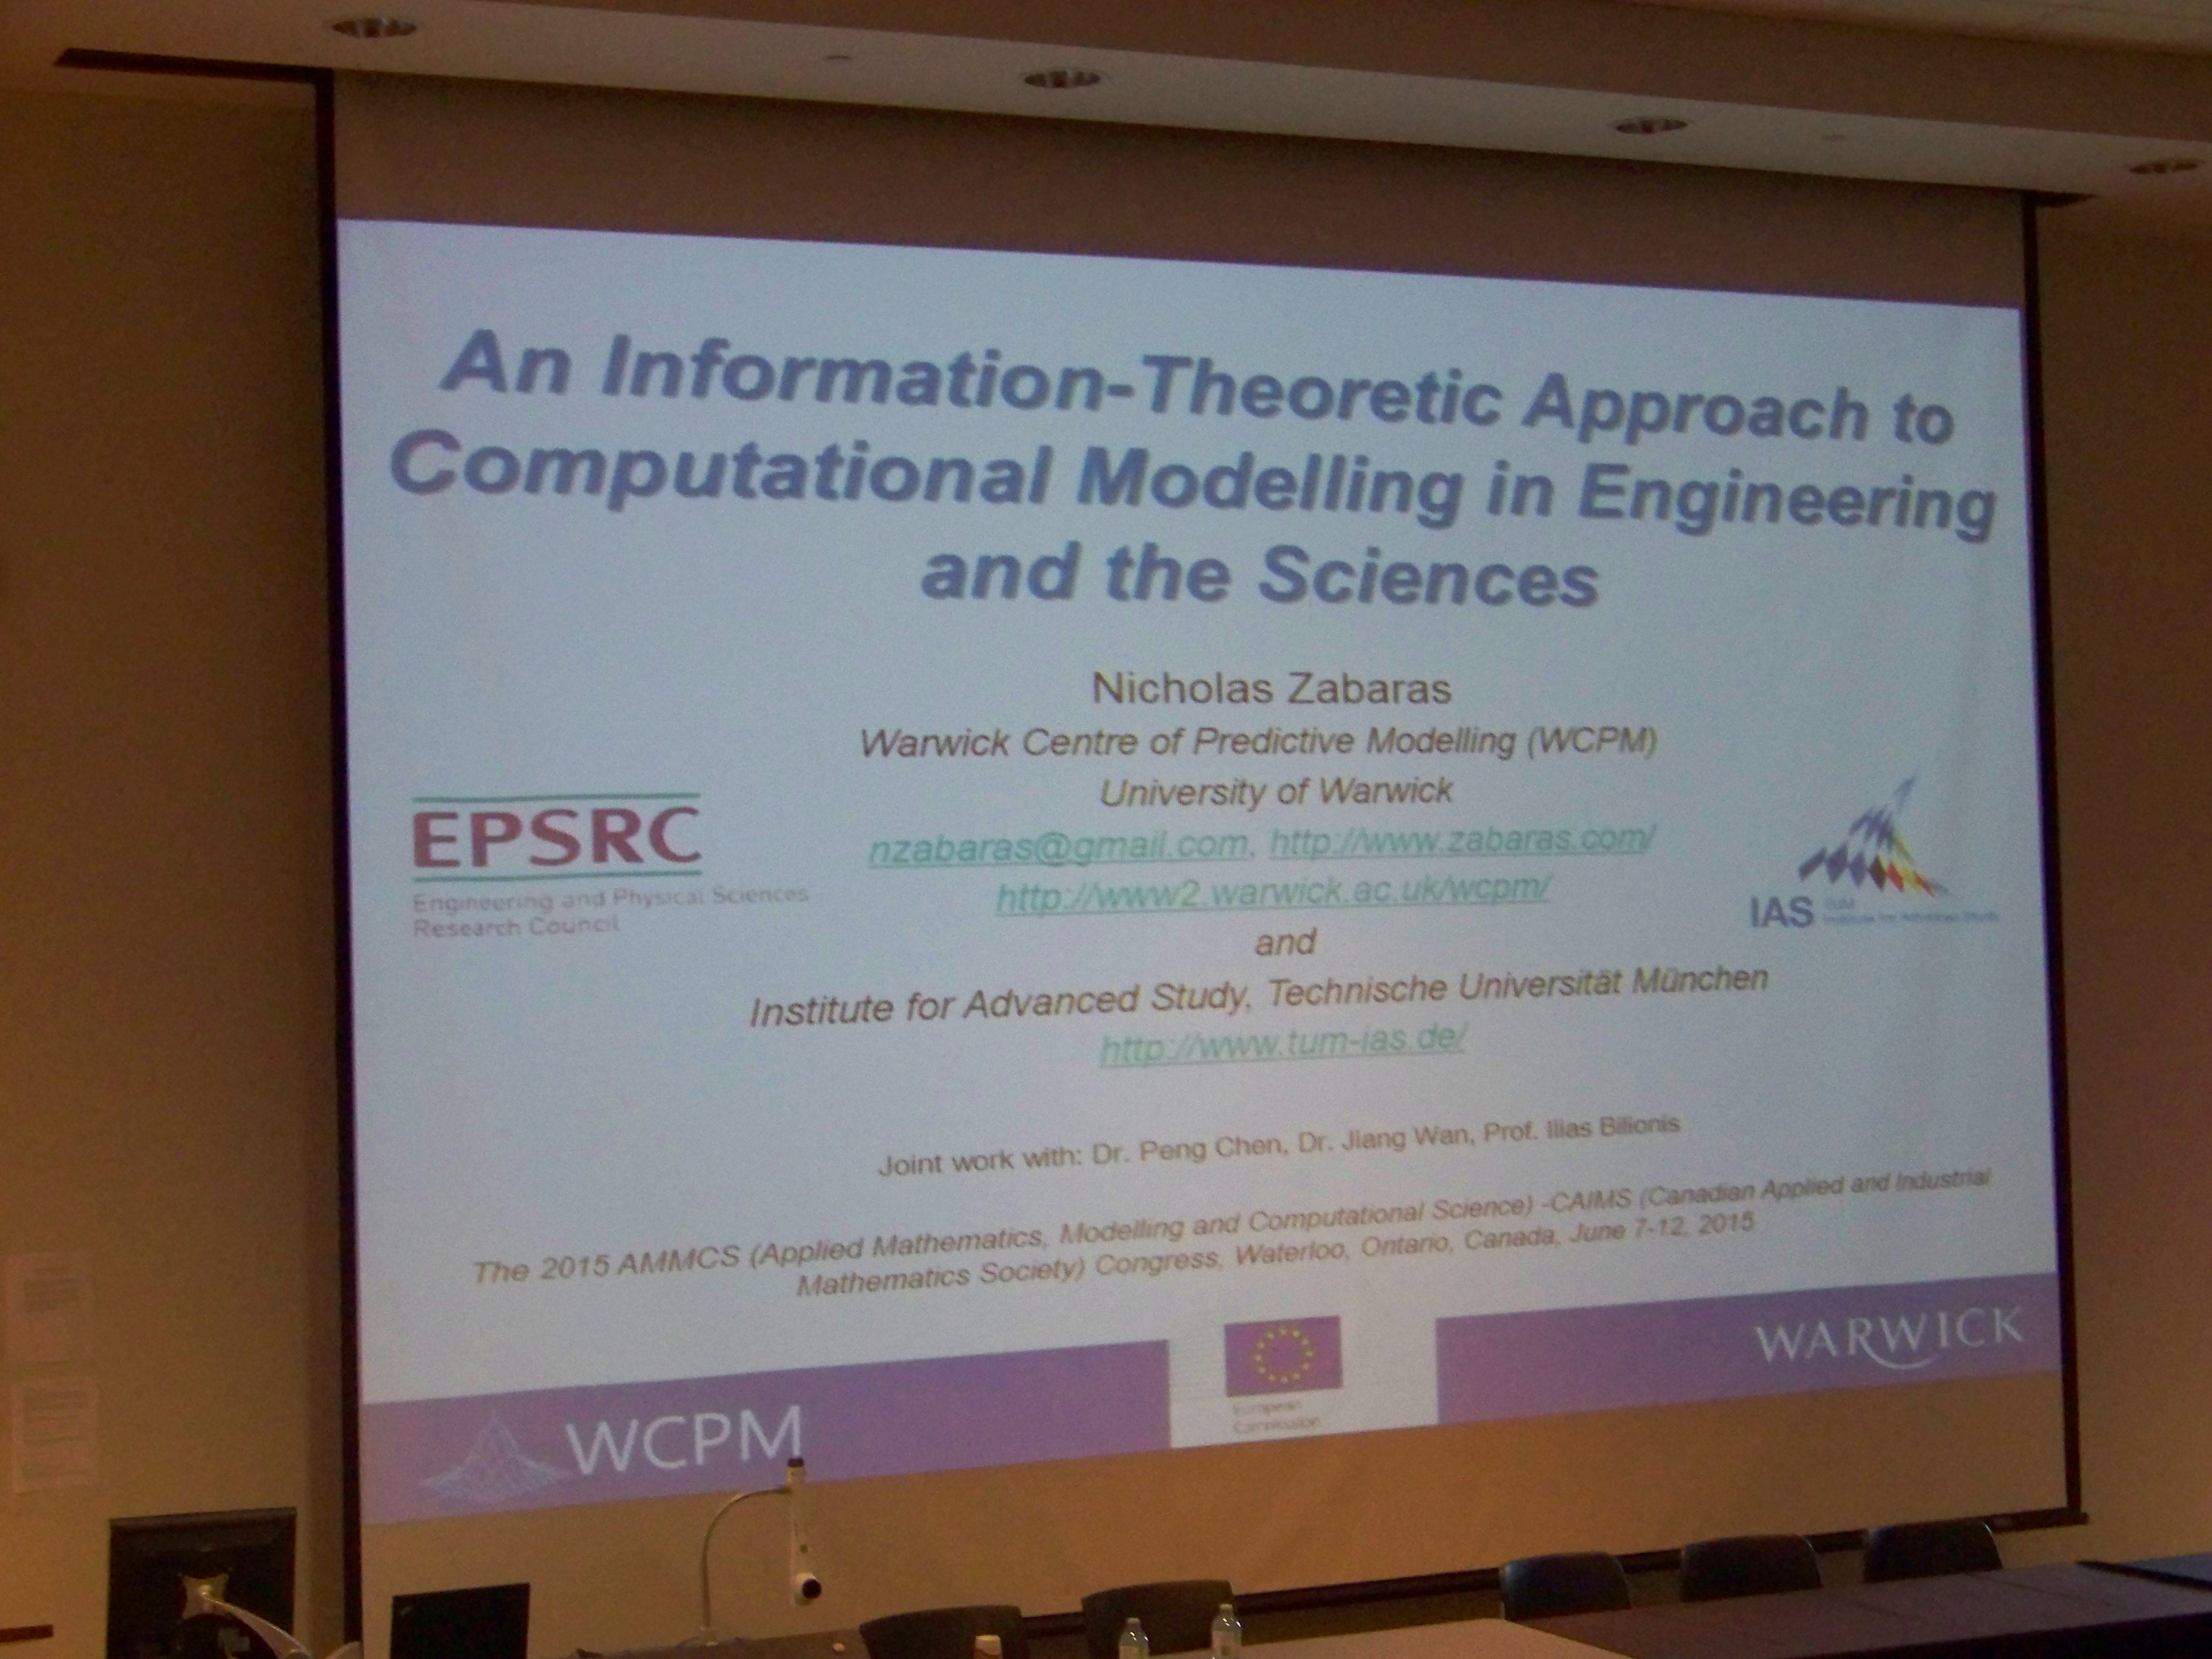 An Information-Theoretic Approach to
Computational Modelling in Engineering
and the Sciences
Nicholas Zabaras
Warwick Centre of Predictive Modelling (WCPM)
University of Warwick
nzabaras@gmail.com, http://www.zabaras.com/
http://www2.warwick.ac.uk/wcpm/
and
Institute for Advanced Study, Technische Universität München
http://www.tum-ias.de/
EPSRC
Engineering and Physical Sciences
Research Council
IAS
TUM
Institute for Advanced Study
Joint work with: Dr. Peng Chen, Dr. Jiang Wan, Prof. Ilias Bilionis
The 2015 AMMCS (Applied Mathematics, Modelling and Computational Science) -CAIMS (Canadian Applied and Industrial
Mathematics Society) Congress, Waterloo, Ontario, Canada, June 7-12, 2015
WCPM
European
Commission
WARWICK